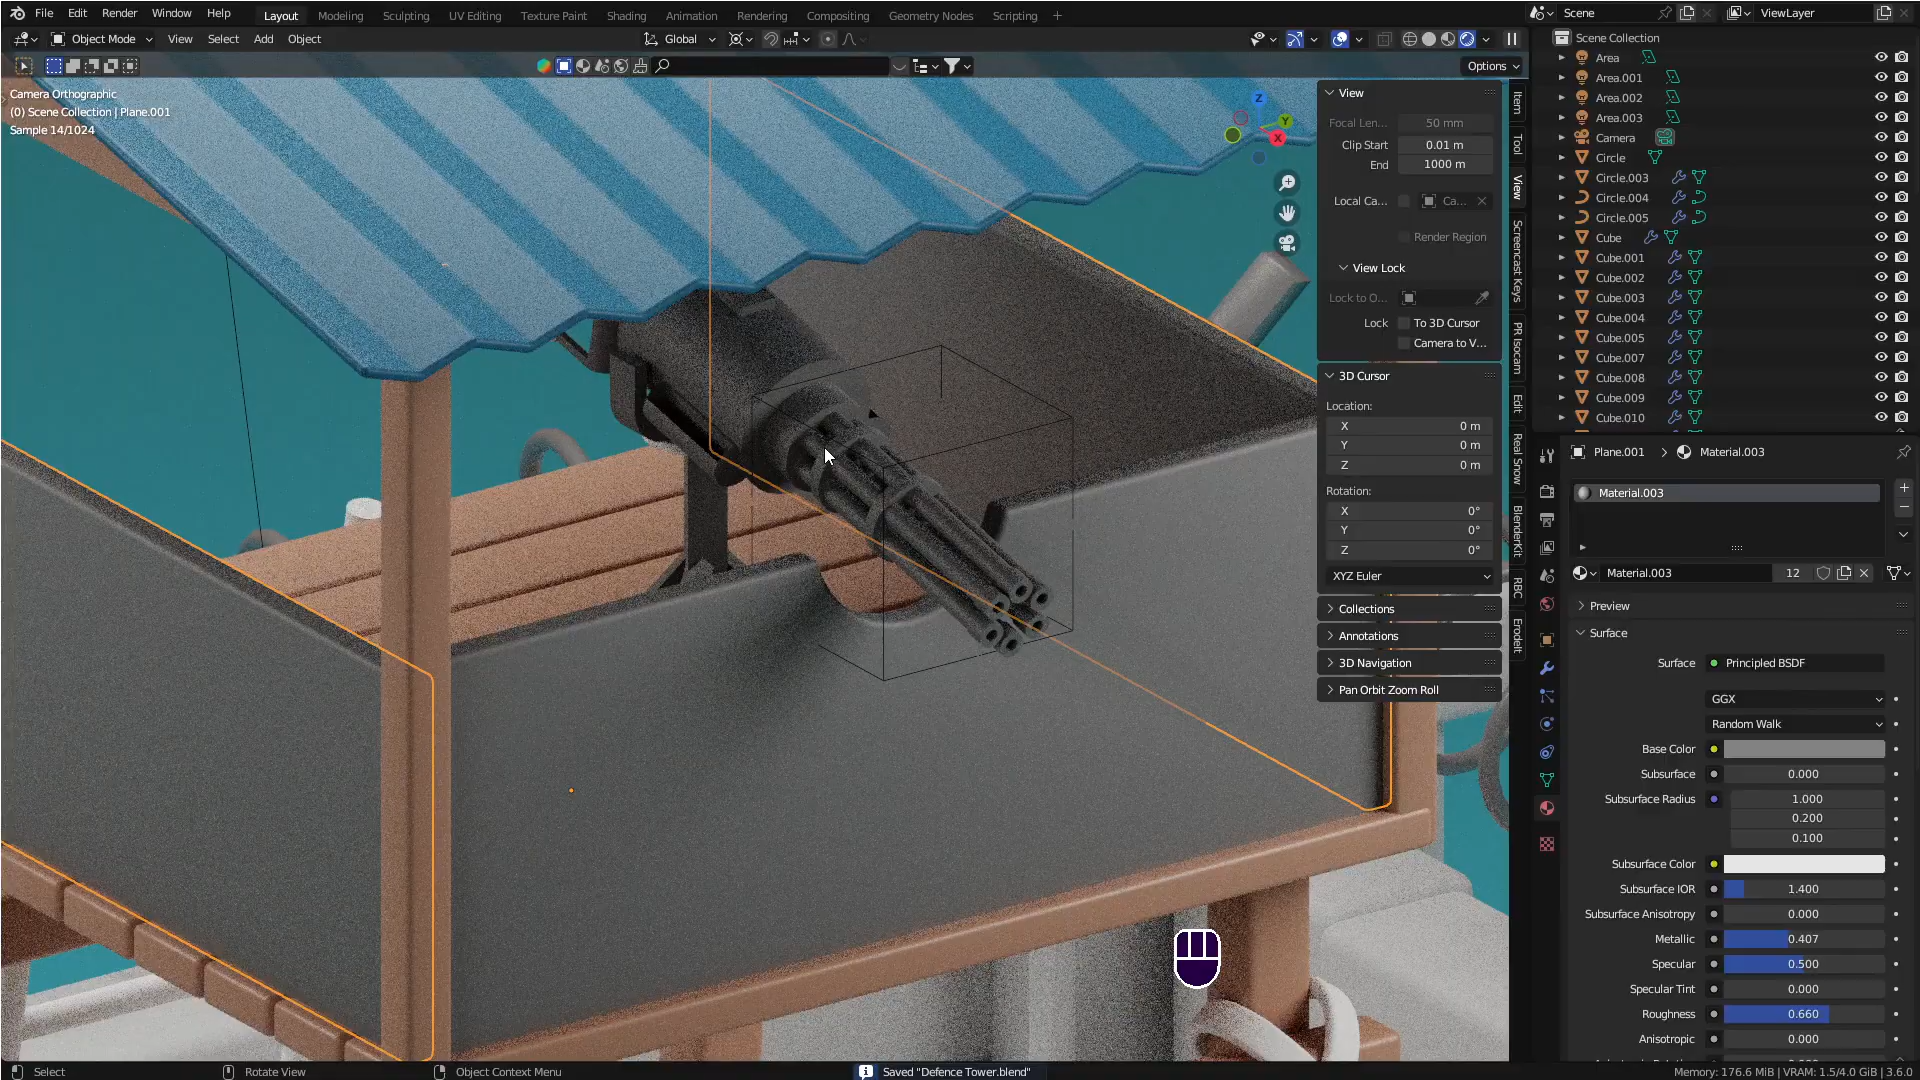 File Edit Render Window Help Layout Modeling Sculpting UV Editing Texture Paint Shading Animation Rendering Compositing Geometry Nodes Scripting + Scene ViewLayer
Object Mode View Select Add Object Global
Options
Camera Orthographic
(0) Scene Collection | Plane.001
Sample 14/1024
Z
Y
X
View
Focal Len... 50 mm
Clip Start 0.01 m
End 1000 m
Local Ca... Ca...
Render Region
View Lock
Lock to O...
Lock To 3D Cursor
Camera to V...
3D Cursor
Location:
X 0 m
Y 0 m
Z 0 m
Rotation:
X 0°
Y 0°
Z 0°
XYZ Euler
Collections
Annotations
3D Navigation
Pan Orbit Zoom Roll
Item
Tool
View
Screencast Keys
PR Isocam
Edit
Real Snow
BlenderKit
RBC
Erodelt
Scene Collection
Area
Area.001
Area.002
Area.003
Camera
Circle
Circle.003
Circle.004
Circle.005
Cube
Cube.001
Cube.002
Cube.003
Cube.004
Cube.005
Cube.007
Cube.008
Cube.009
Cube.010
Plane.001 Material.003
Material.003
Material.003 12
Preview
Surface
Surface Principled BSDF
GGX
Random Walk
Base Color
Subsurface 0.000
Subsurface Radius 1.000
0.200
0.100
Subsurface Color
Subsurface IOR 1.400
Subsurface Anisotropy 0.000
Metallic 0.407
Specular 0.500
Specular Tint 0.000
Roughness 0.660
Anisotropic 0.000
Select Rotate View Object Context Menu Saved "Defence Tower.blend" Memory: 176.6 MiB | VRAM: 1.5/4.0 GiB | 3.6.0